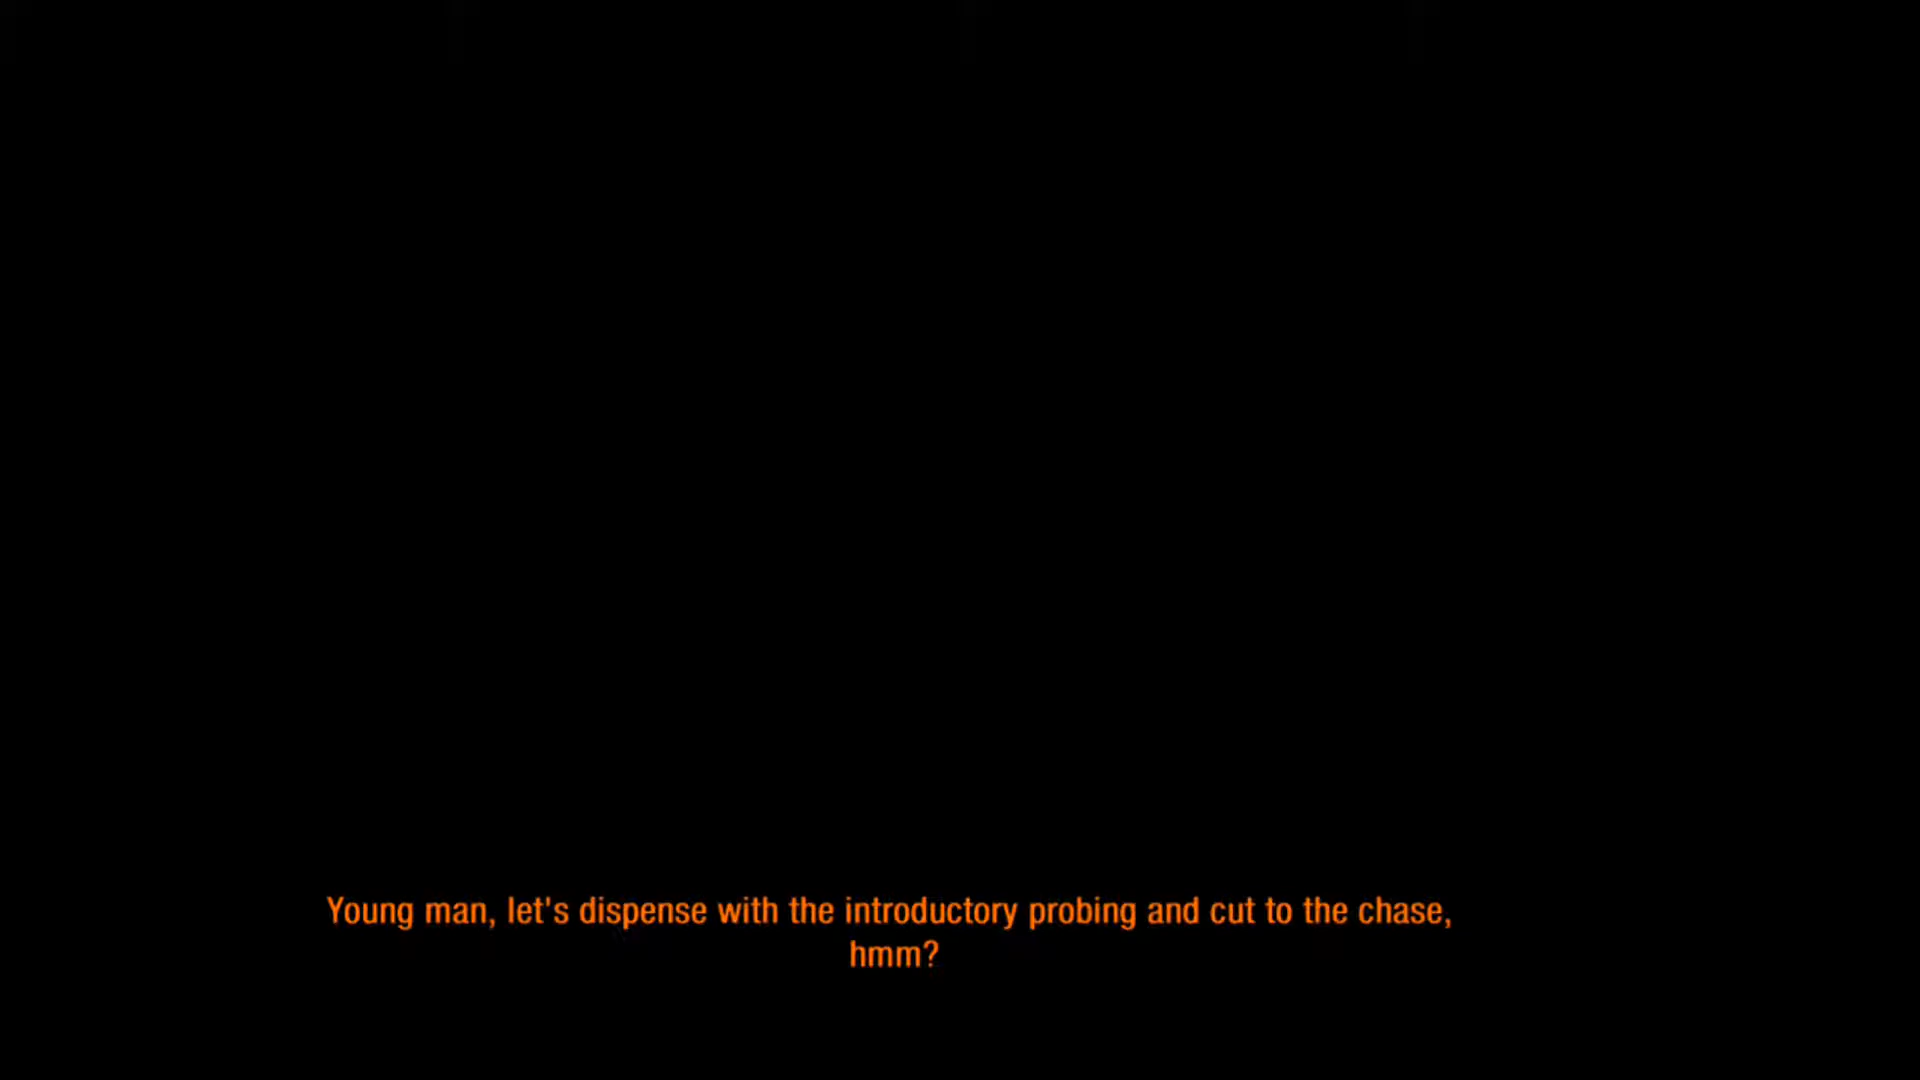 Young man, let's dispense with the introductory probing and cut to the chase,
hmm?